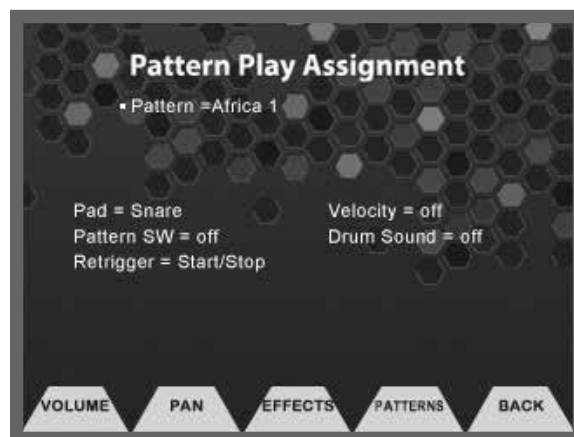 Pattern Play Assignment
▪ Pattern =Africa 1
Pad = Snare
Velocity = off
Pattern SW = off
Drum Sound = off
Retrigger = Start/Stop
VOLUME PAN EFFECTS PATTERNS BACK